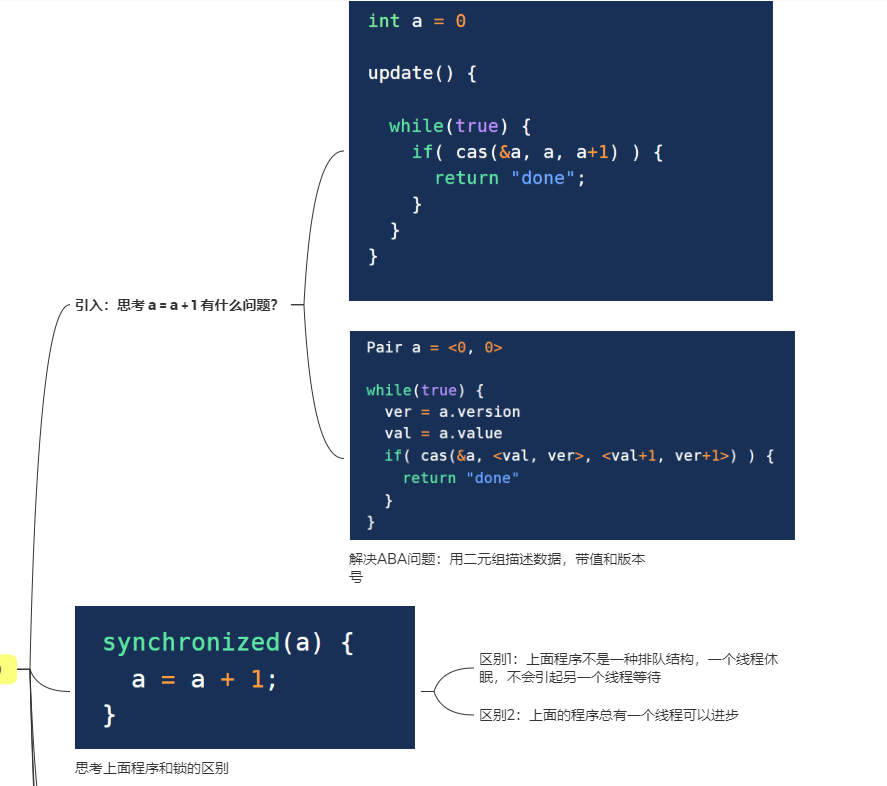 int a = 0
update() {
while(true) {
if( cas(&a, a, a+1) ) {
return "done";
}
}
}
引入：思考 a = a + 1 有什么问题？
Pair a = <0, 0>
while(true) {
ver = a.version
val = a.value
if( cas(&a, <val, ver>, <val+1, ver+1>) ) {
return "done"
}
}
解决ABA问题：用二元组描述数据，带值和版本
号
synchronized(a) {
a = a + 1;
}
思考上面程序和锁的区别
区别1：上面程序不是一种排队结构，一个线程休
眠，不会引起另一个线程等待
区别2：上面的程序总有一个线程可以进步